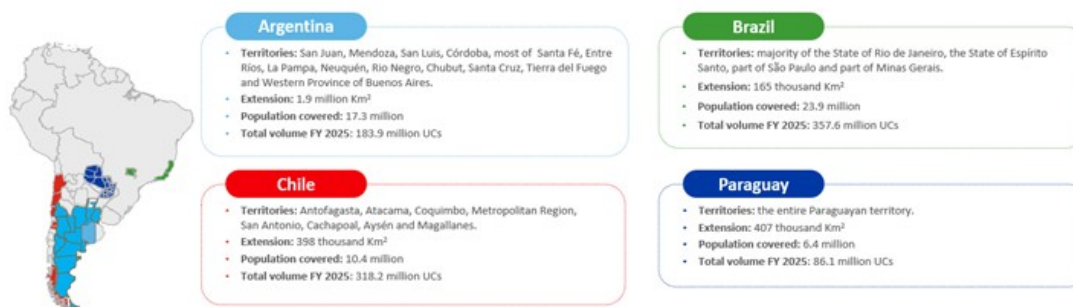 Argentina
Territories: San Juan, Mendoza, San Luis, Córdoba, most of Santa Fé, Entre
Ríos, La Pampa, Neuquén, Rio Negro, Chubut, Santa Cruz, Tierra del Fuego
and Western Province of Buenos Aires.
Extension: 1.9 million Km²
Population covered: 17.3 million
Total volume FY 2025: 183.9 million UCs
Brazil
Territories: majority of the State of Rio de Janeiro, the State of Espírito
Santo, part of São Paulo and part of Minas Gerais.
Extension: 165 thousand Km²
Population covered: 23.9 million
Total volume FY 2025: 357.6 million UCs
Chile
Territories: Antofagasta, Atacama, Coquimbo, Metropolitan Region,
San Antonio, Cachapoal, Aysén and Magallanes.
Extension: 398 thousand Km²
Population covered: 10.4 million
Total volume FY 2025: 318.2 million UCs
Paraguay
Territories: the entire Paraguayan territory.
Extension: 407 thousand Km²
Population covered: 6.4 million
Total volume FY 2025: 86.1 million UCs